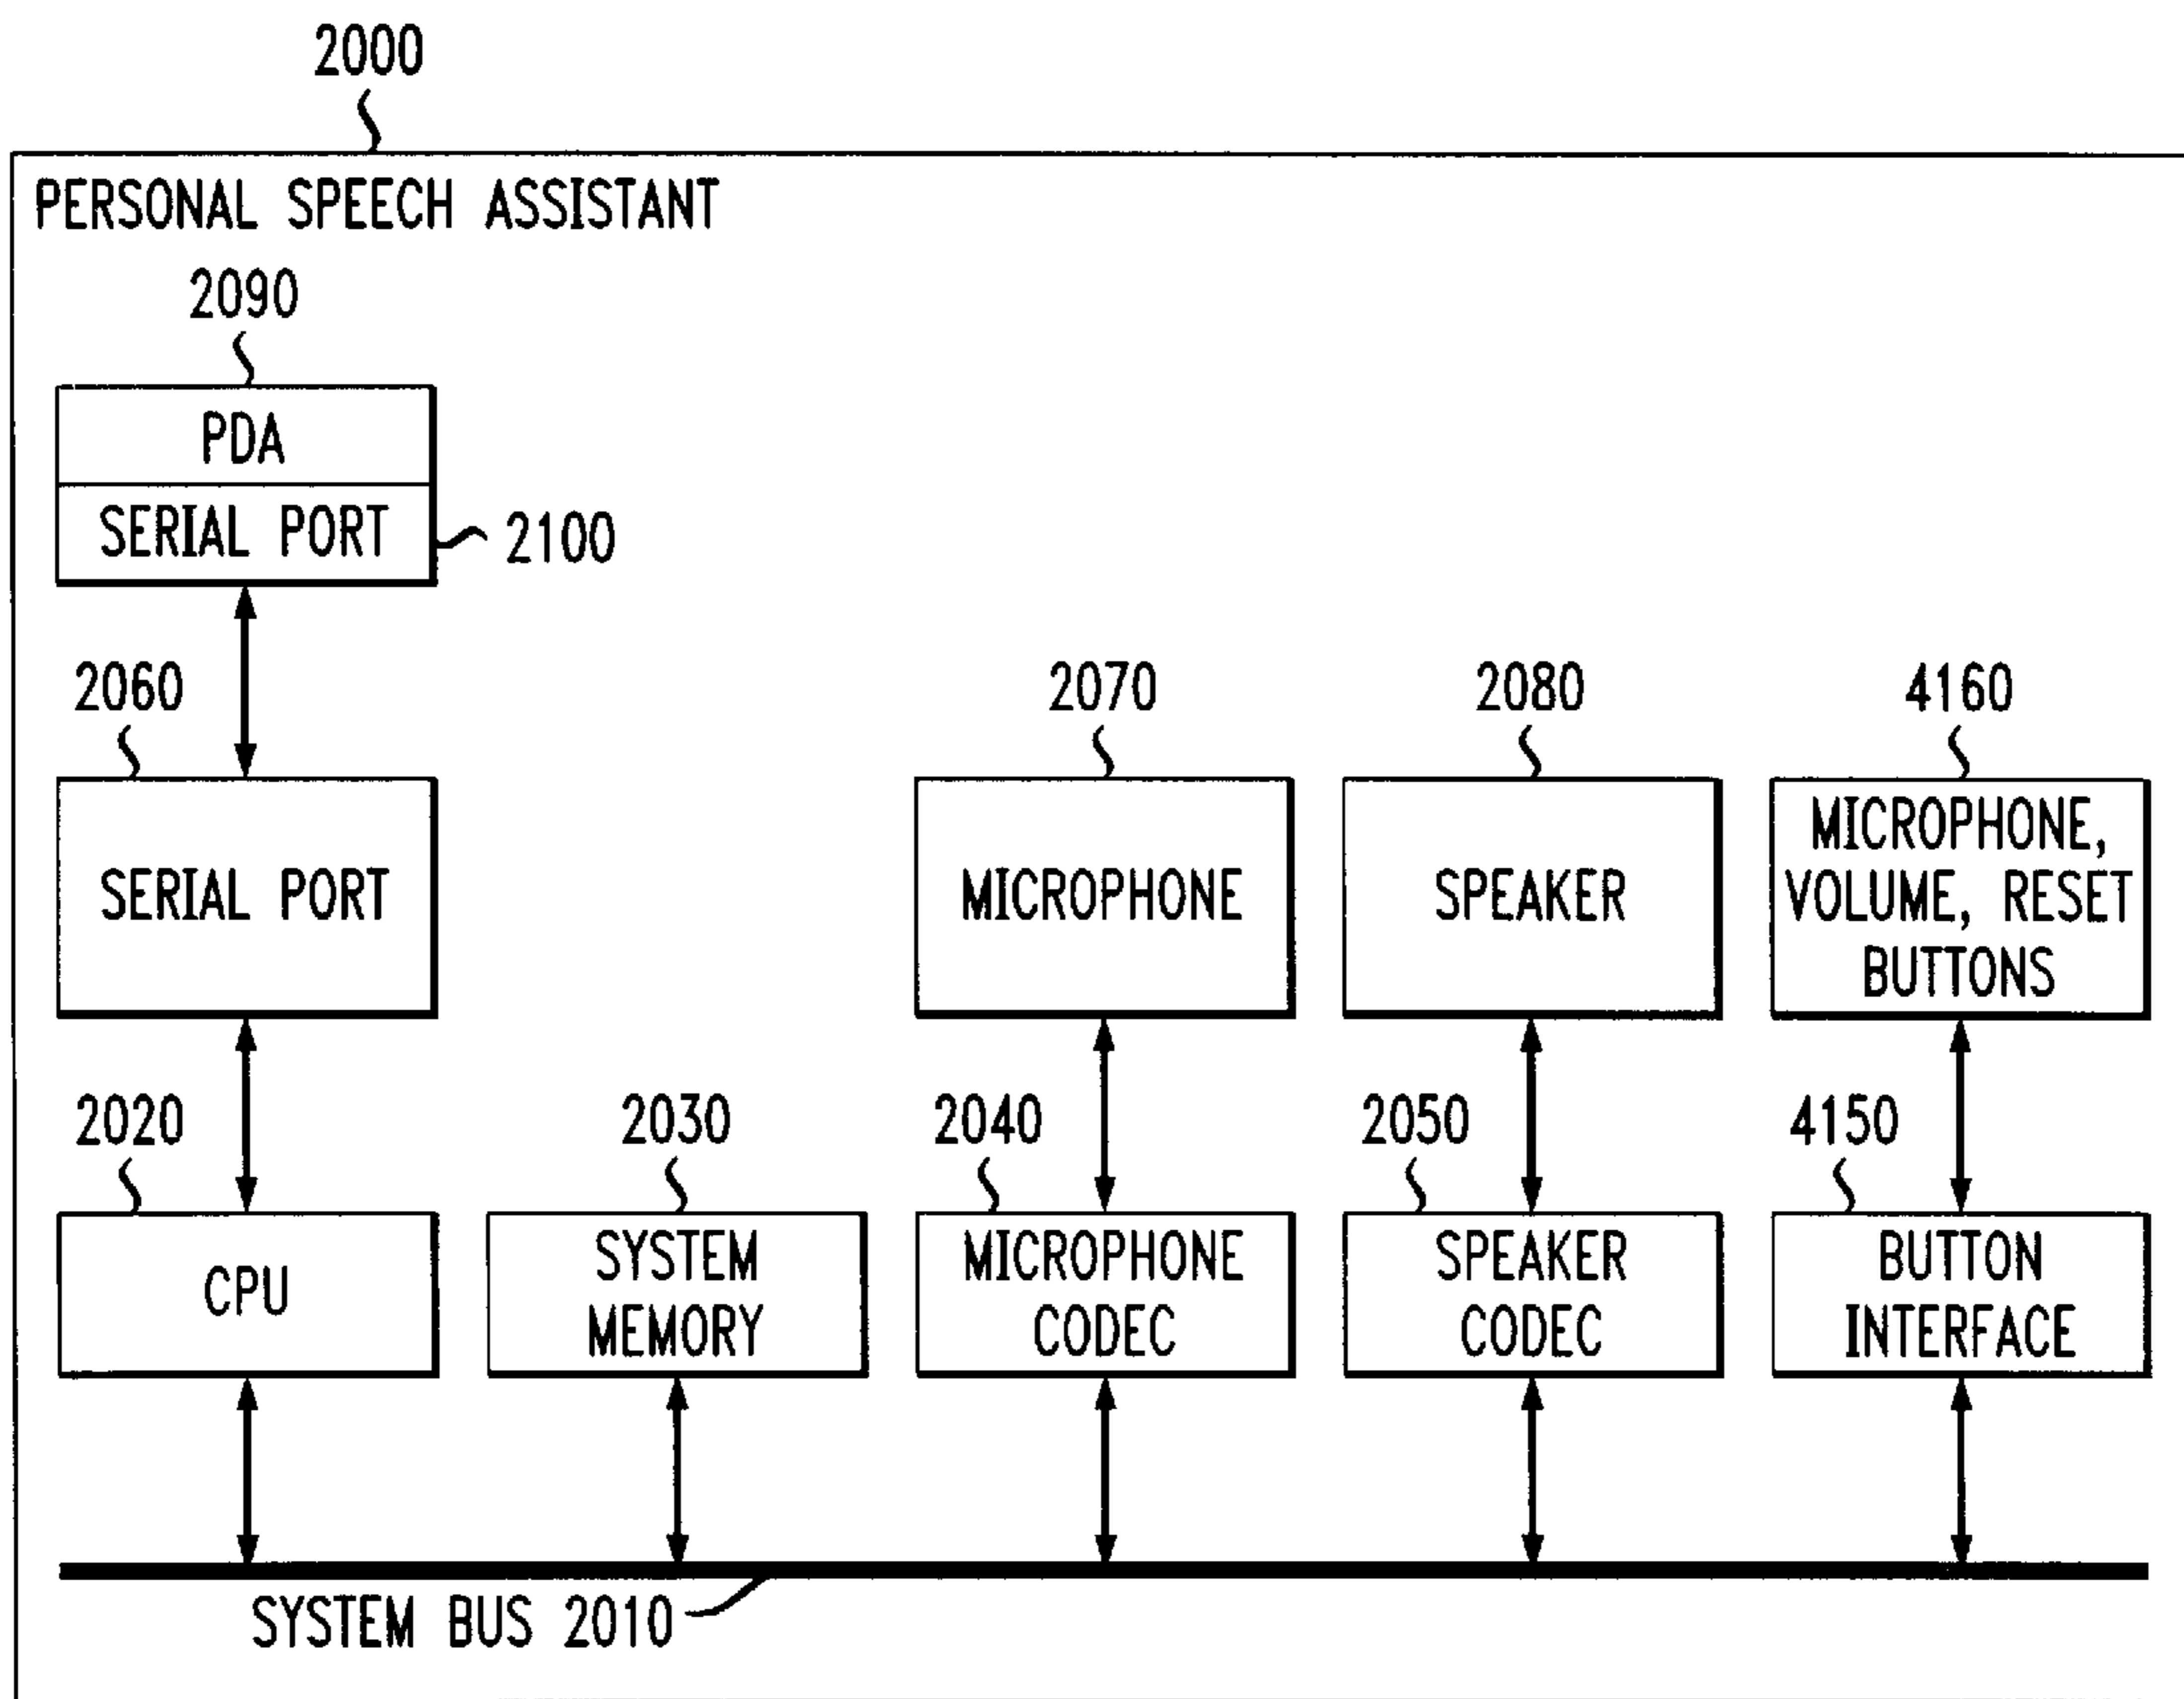 2000
PERSONAL SPEECH ASSISTANT
2090
PDA
SERIAL PORT
2100
2060
2070
2080
4160
SERIAL PORT
MICROPHONE
SPEAKER
MICROPHONE,
VOLUME, RESET
BUTTONS
2020
2030
2040
2050
4150
CPU
SYSTEM
MEMORY
MICROPHONE
CODEC
SPEAKER
CODEC
BUTTON
INTERFACE
SYSTEM BUS 2010